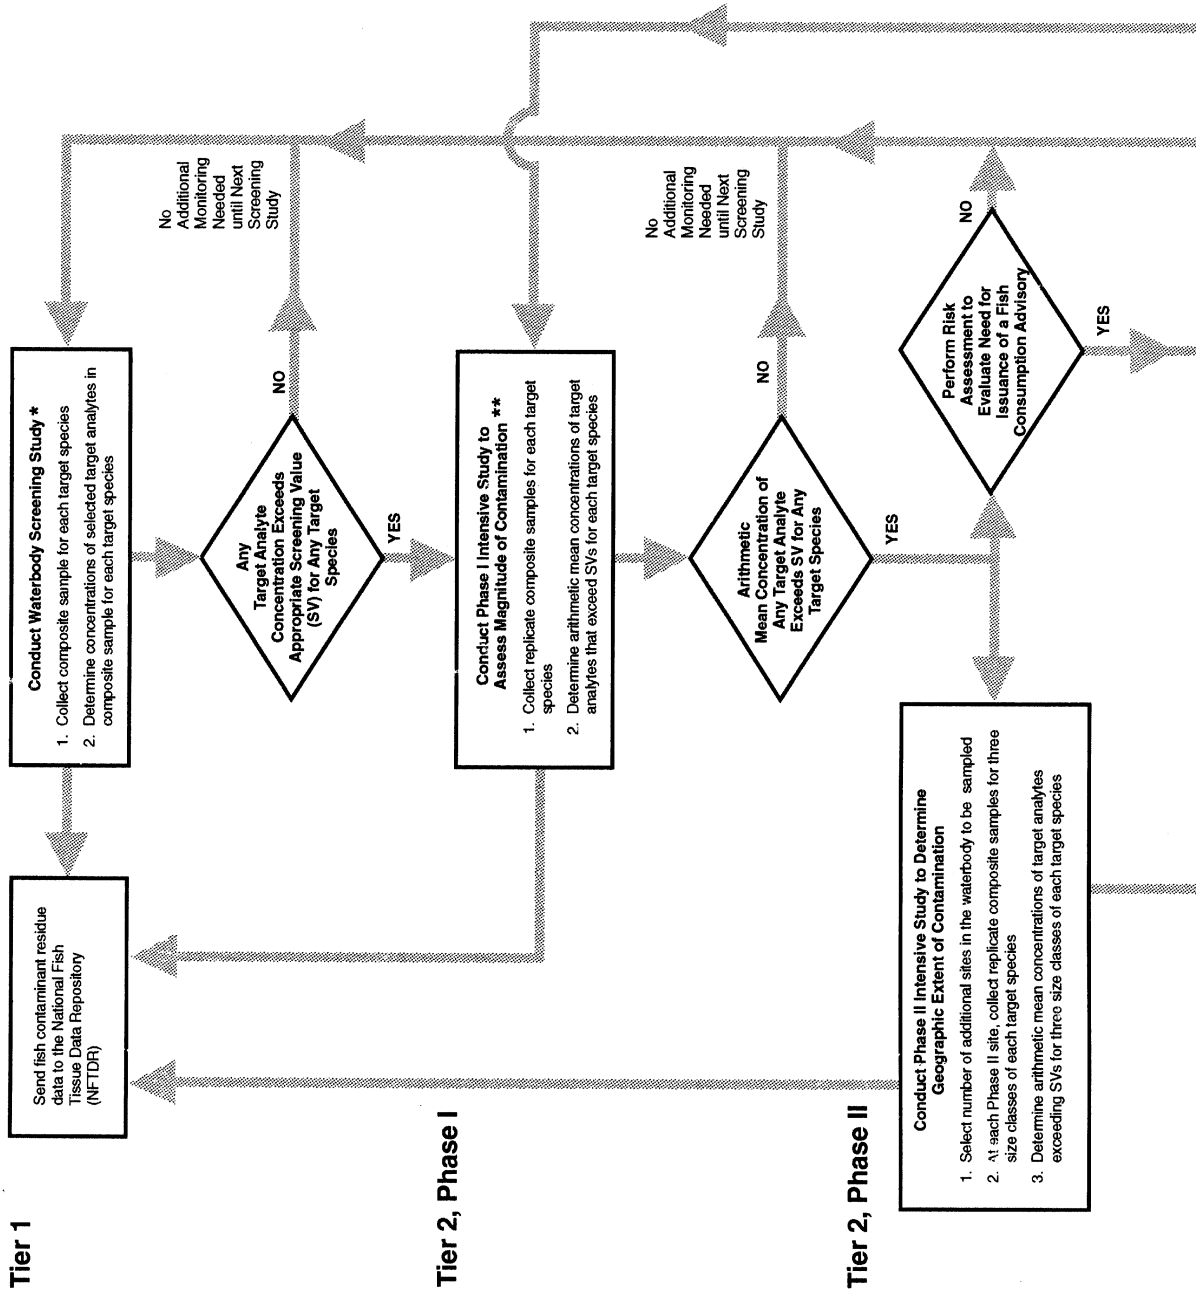 Tier 1
Send fish contaminant residue
data to the National Fish
Tissue Data Repository
(NFTDR)
Conduct Waterbody Screening Study *
1. Collect composite sample for each target species
2. Determine concentrations of selected target analytes in
composite sample for each target species
Any
Target Analyte
Concentration Exceeds
Appropriate Screening Value
(SV) for Any Target
Species
NO
No
Additional
Monitoring
Needed
until Next
Screening
Study
YES
Tier 2, Phase I
Conduct Phase I Intensive Study to
Assess Magnitude of Contamination **
1. Collect replicate composite samples for each target
species
2. Determine arithmetic mean concentrations of target
analytes that exceed SVs for each target species
Arithmetic
Mean Concentration of
Any Target Analyte
Exceeds SV for Any
Target Species
NO
No
Additional
Monitoring
Needed
until Next
Screening
Study
YES
Tier 2, Phase II
Conduct Phase II Intensive Study to Determine
Geographic Extent of Contamination
1. Select number of additional sites in the waterbody to be sampled
2. At each Phase II site, collect replicate composite samples for three
size classes of each target species
3. Determine arithmetic mean concentrations of target analytes
exceeding SVs for three size classes of each target species
Perform Risk
Assessment to
Evaluate Need for
Issuance of a Fish
Consumption Advisory
NO
YES